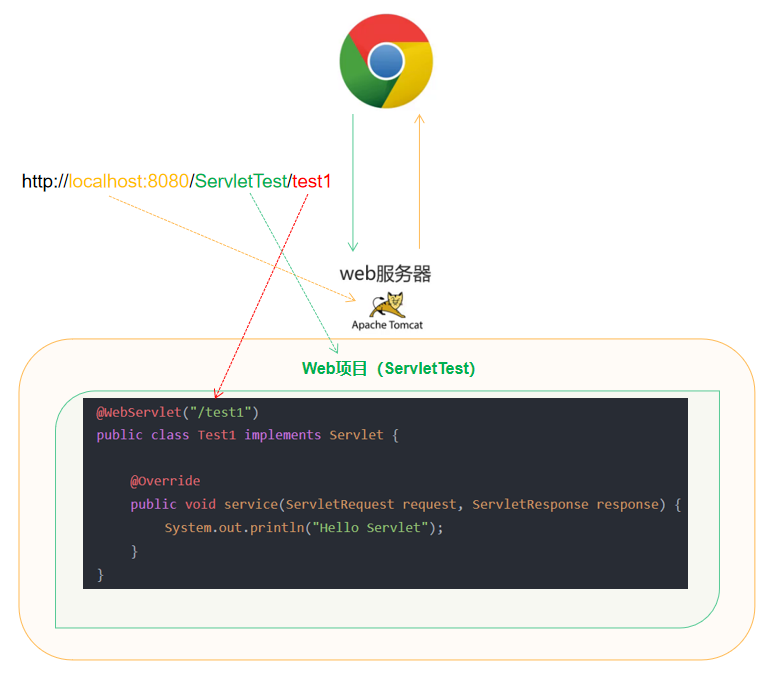 http://localhost:8080/ServletTest/test1
web服务器
Apache Tomcat
Web项目（ServletTest)
@WebServlet("/test1")
public class Test1 implements Servlet {
@Override
public void service(ServletRequest request, ServletResponse response) {
System.out.println("Hello Servlet");
}
}